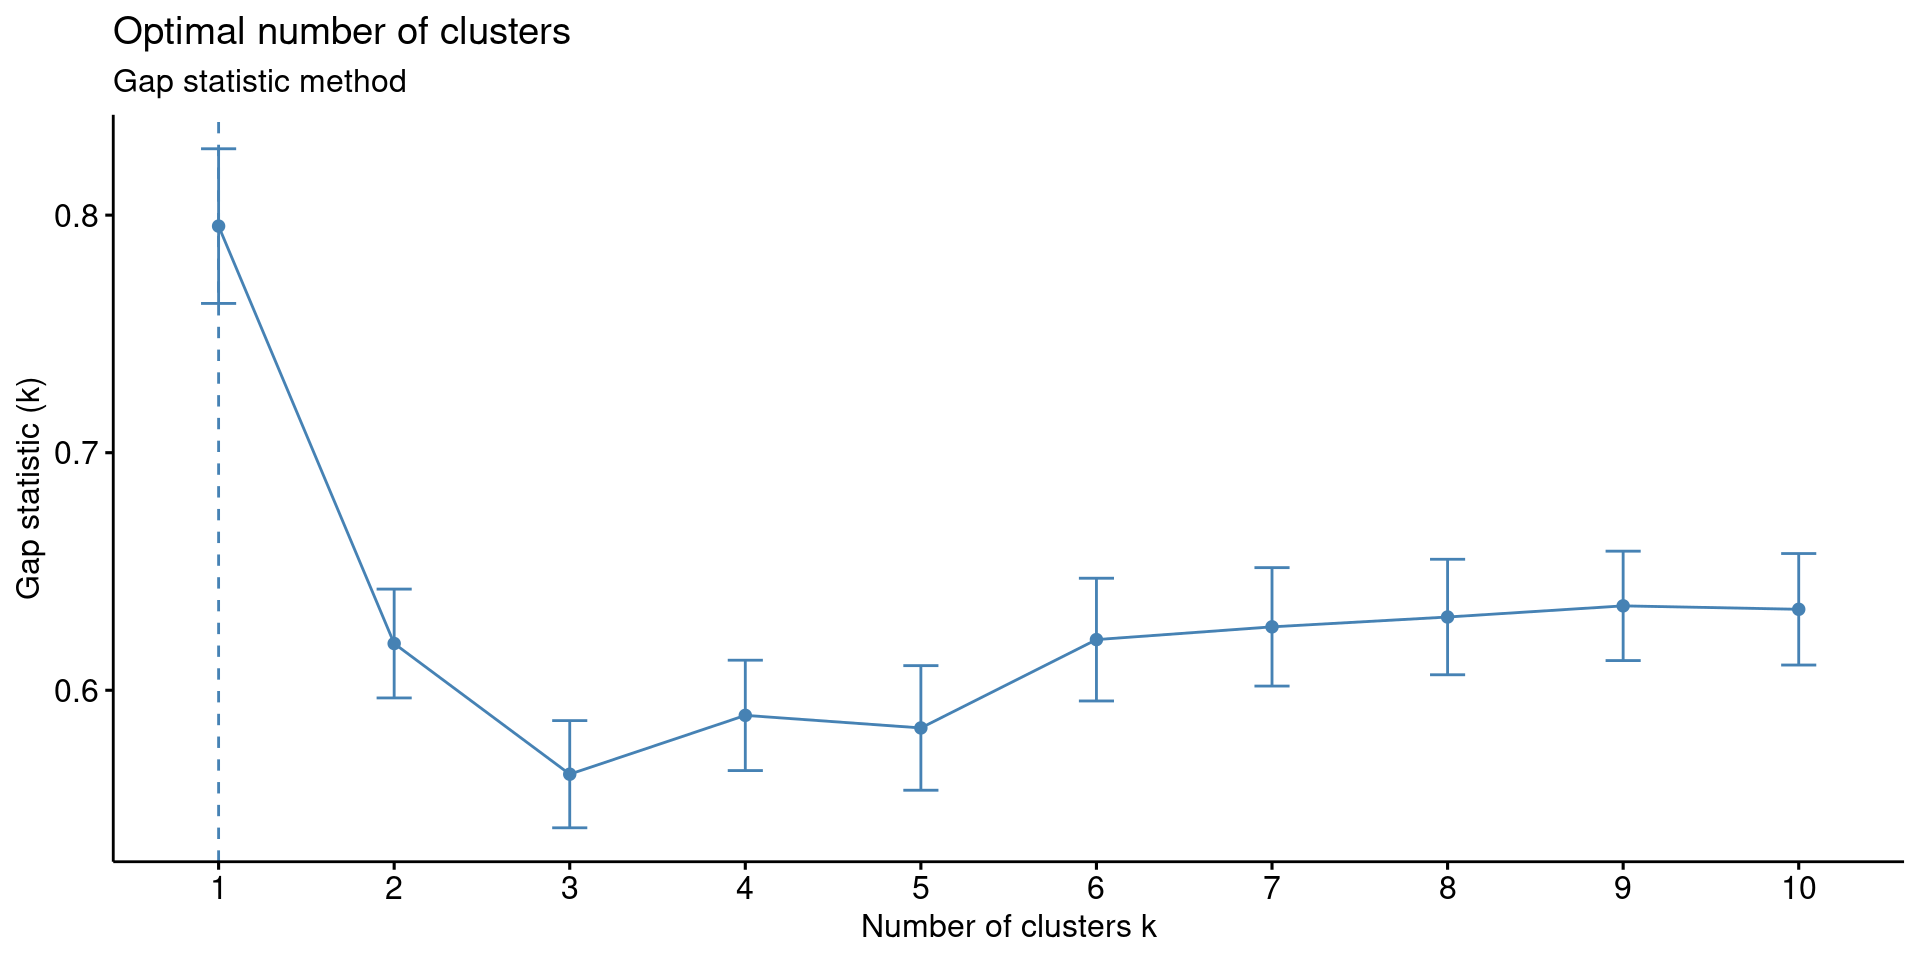 Optimal number of clusters
Gap statistic method
Gap statistic (k)
0.8
0.7
0.6
1 2 3 4 5 6 7 8 9 10
Number of clusters k